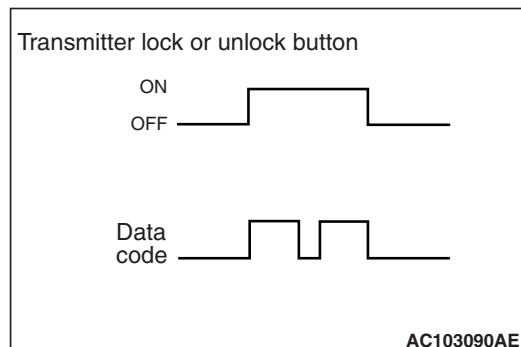 Transmitter lock or unlock button
ON
OFF
Data
code
AC103090AE